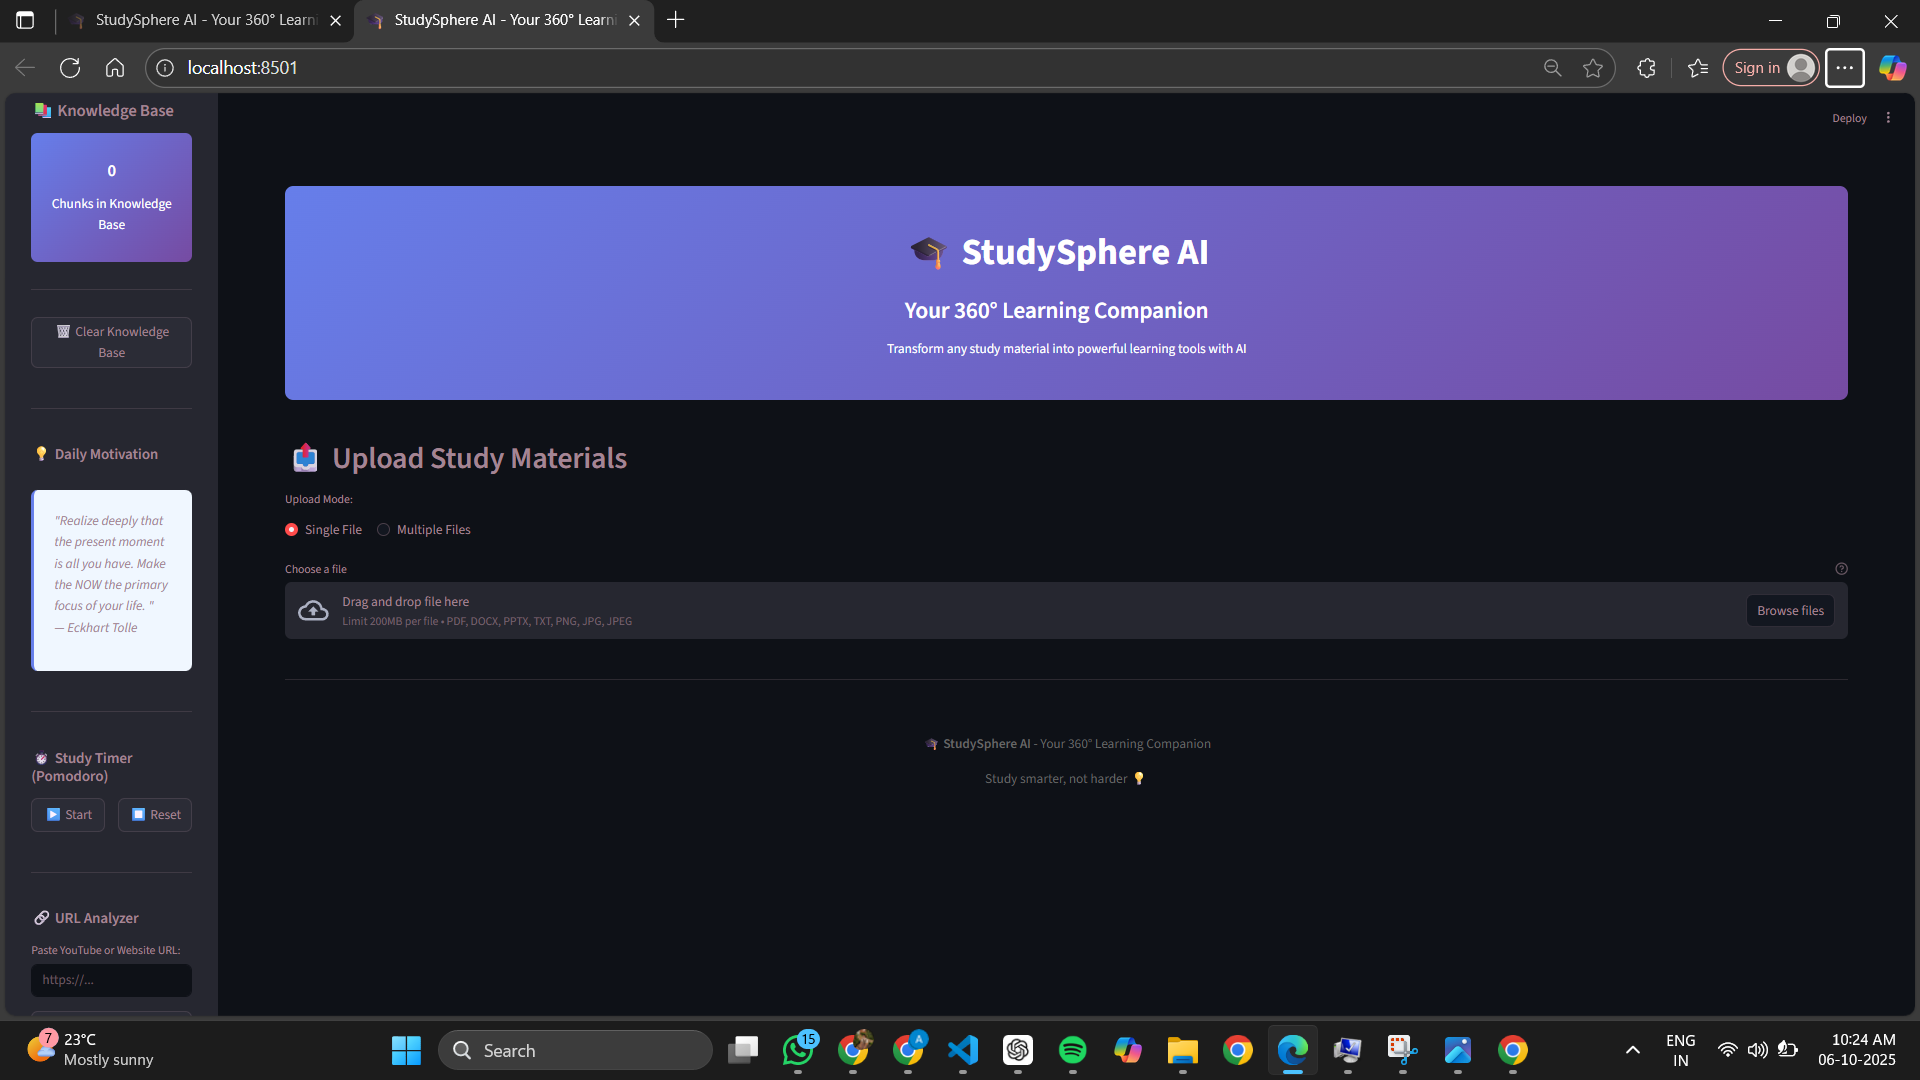 StudySphere AI - Your 360° Learni
StudySphere AI - Your 360° Learni
localhost:8501
Sign in
Knowledge Base
0
Chunks in Knowledge
Base
Clear Knowledge
Base
Daily Motivation
"Realize deeply that
the present moment
is all you have. Make
the NOW the primary
focus of your life. "
— Eckhart Tolle
Study Timer
(Pomodoro)
Start
Reset
URL Analyzer
Paste YouTube or Website URL:
https://...
Deploy
StudySphere AI
Your 360° Learning Companion
Transform any study material into powerful learning tools with AI
Upload Study Materials
Upload Mode:
Single File
Multiple Files
Choose a file
Drag and drop file here
Limit 200MB per file • PDF, DOCX, PPTX, TXT, PNG, JPG, JPEG
Browse files
StudySphere AI - Your 360° Learning Companion
Study smarter, not harder
7
23°C
Mostly sunny
Search
15
A
ENG
IN
10:24 AM
06-10-2025